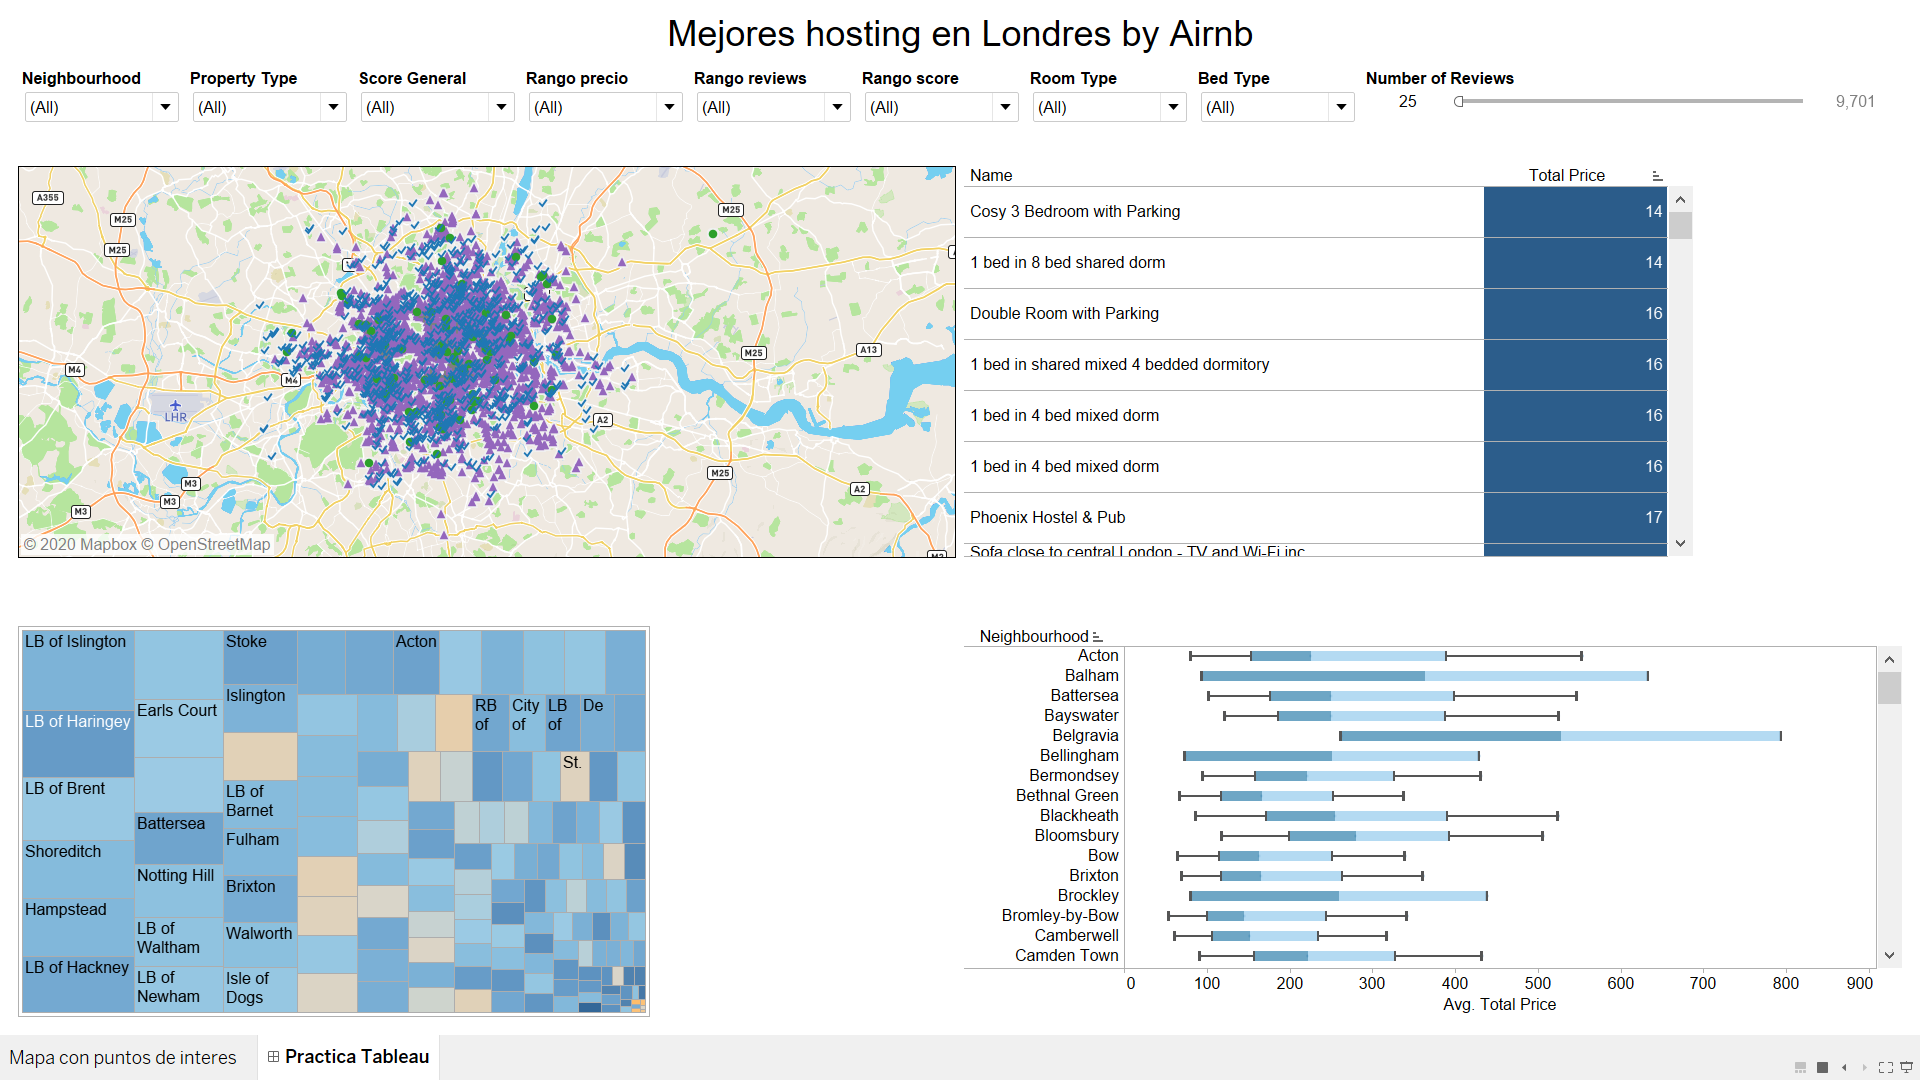 Mejores hosting en Londres by Airnb
Neighbourhood Property Type Score General Rango precio Rango reviews Rango score Room Type Bed Type Number of Reviews
(All) (All) (All) (All) (All) (All) (All) (All) 25 9,701
A355
M25
M25
M25
M4
M4
LHR
M25
A13
A2
M25
A2
M3
M3
M3
© 2020 Mapbox © OpenStreetMap
Name Total Price
Cosy 3 Bedroom with Parking 14
1 bed in 8 bed shared dorm 14
Double Room with Parking 16
1 bed in shared mixed 4 bedded dormitory 16
1 bed in 4 bed mixed dorm 16
1 bed in 4 bed mixed dorm 16
Phoenix Hostel & Pub 17
Sofa close to central London - TV and Wi-Fi inc
LB of Islington
LB of Haringey
LB of Brent
Shoreditch
Hampstead
LB of Hackney
Earls Court
Battersea
Notting Hill
LB of
Waltham
LB of
Newham
Stoke
Islington
LB of
Barnet
Fulham
Brixton
Walworth
Isle of
Dogs
Acton
RB
of
City
of
LB
of
De
St.
Neighbourhood
Acton
Balham
Battersea
Bayswater
Belgravia
Bellingham
Bermondsey
Bethnal Green
Blackheath
Bloomsbury
Bow
Brixton
Brockley
Bromley-by-Bow
Camberwell
Camden Town
0 100 200 300 400 500 600 700 800 900
Avg. Total Price
Mapa con puntos de interes Practica Tableau